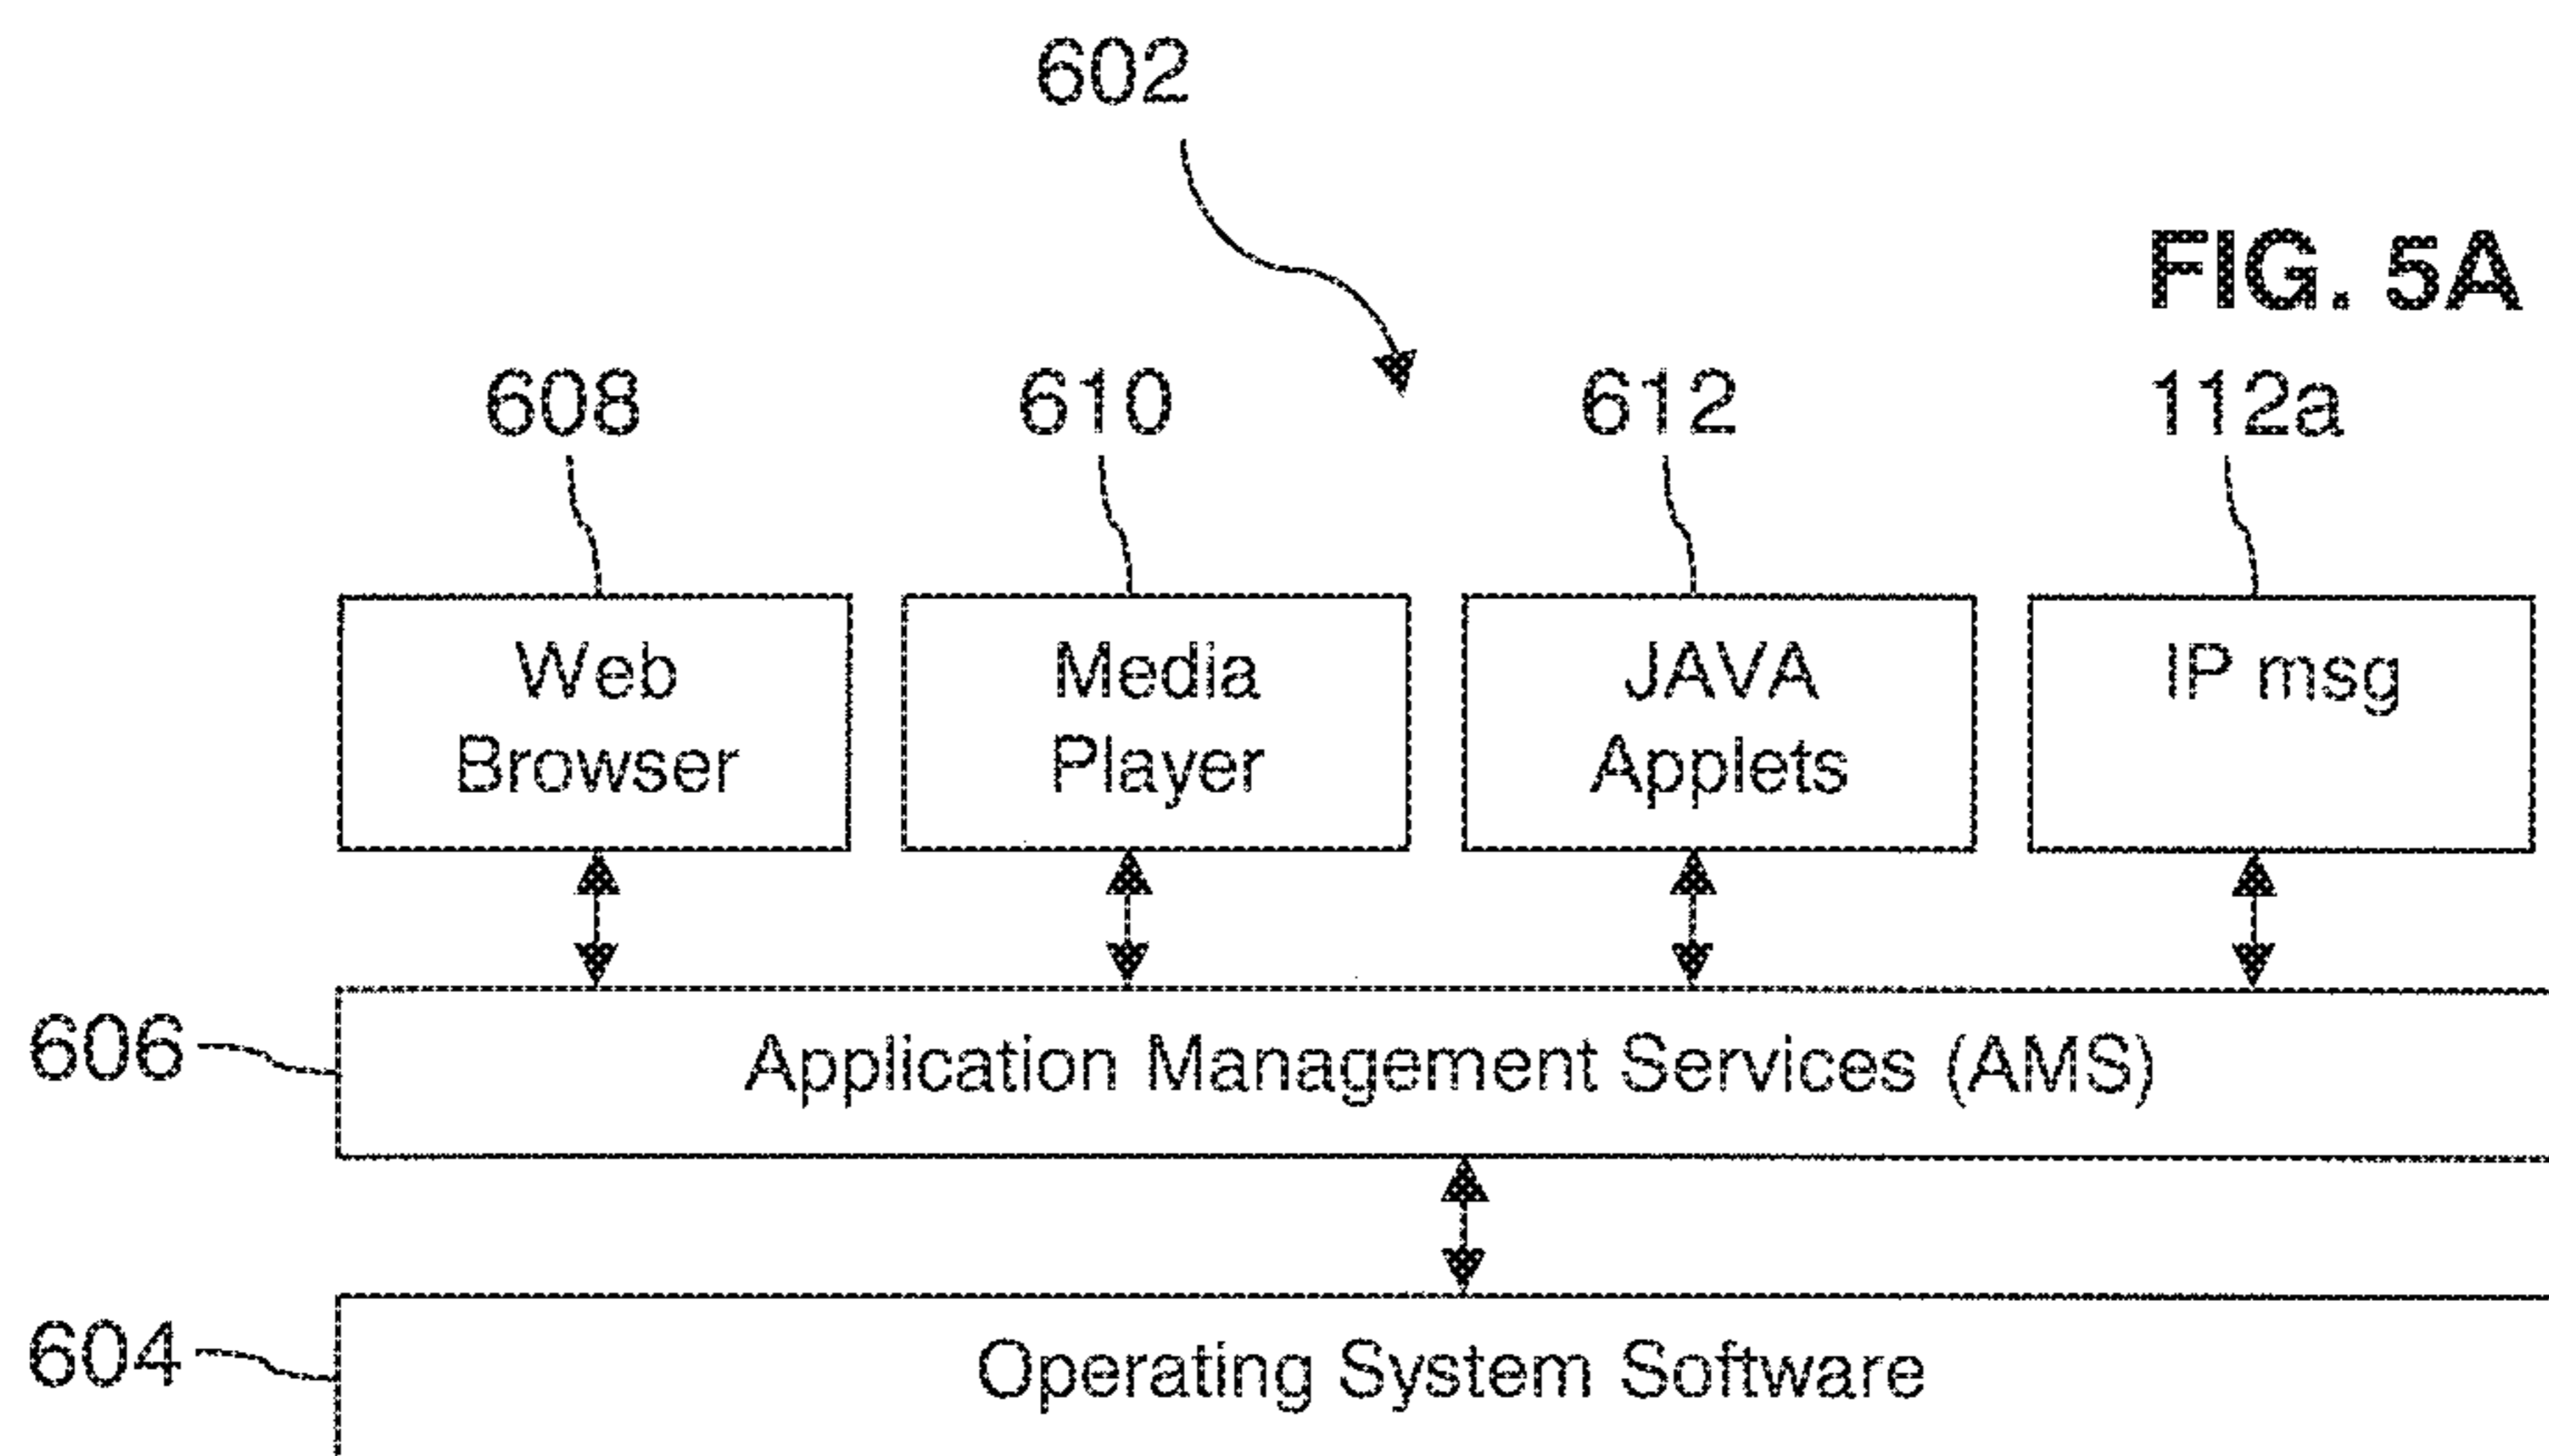 602
FIG. 5A
608
610
612
112a
Web
Browser
Media
Player
JAVA
Applets
IP msg
606
Application Management Services (AMS)
604
Operating System Software